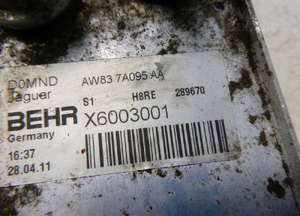 D0MND AW83 7A095 AA
Jaguar S1 H8RE 289670
BEHR X6003001
Germany
16:37
28.04.11